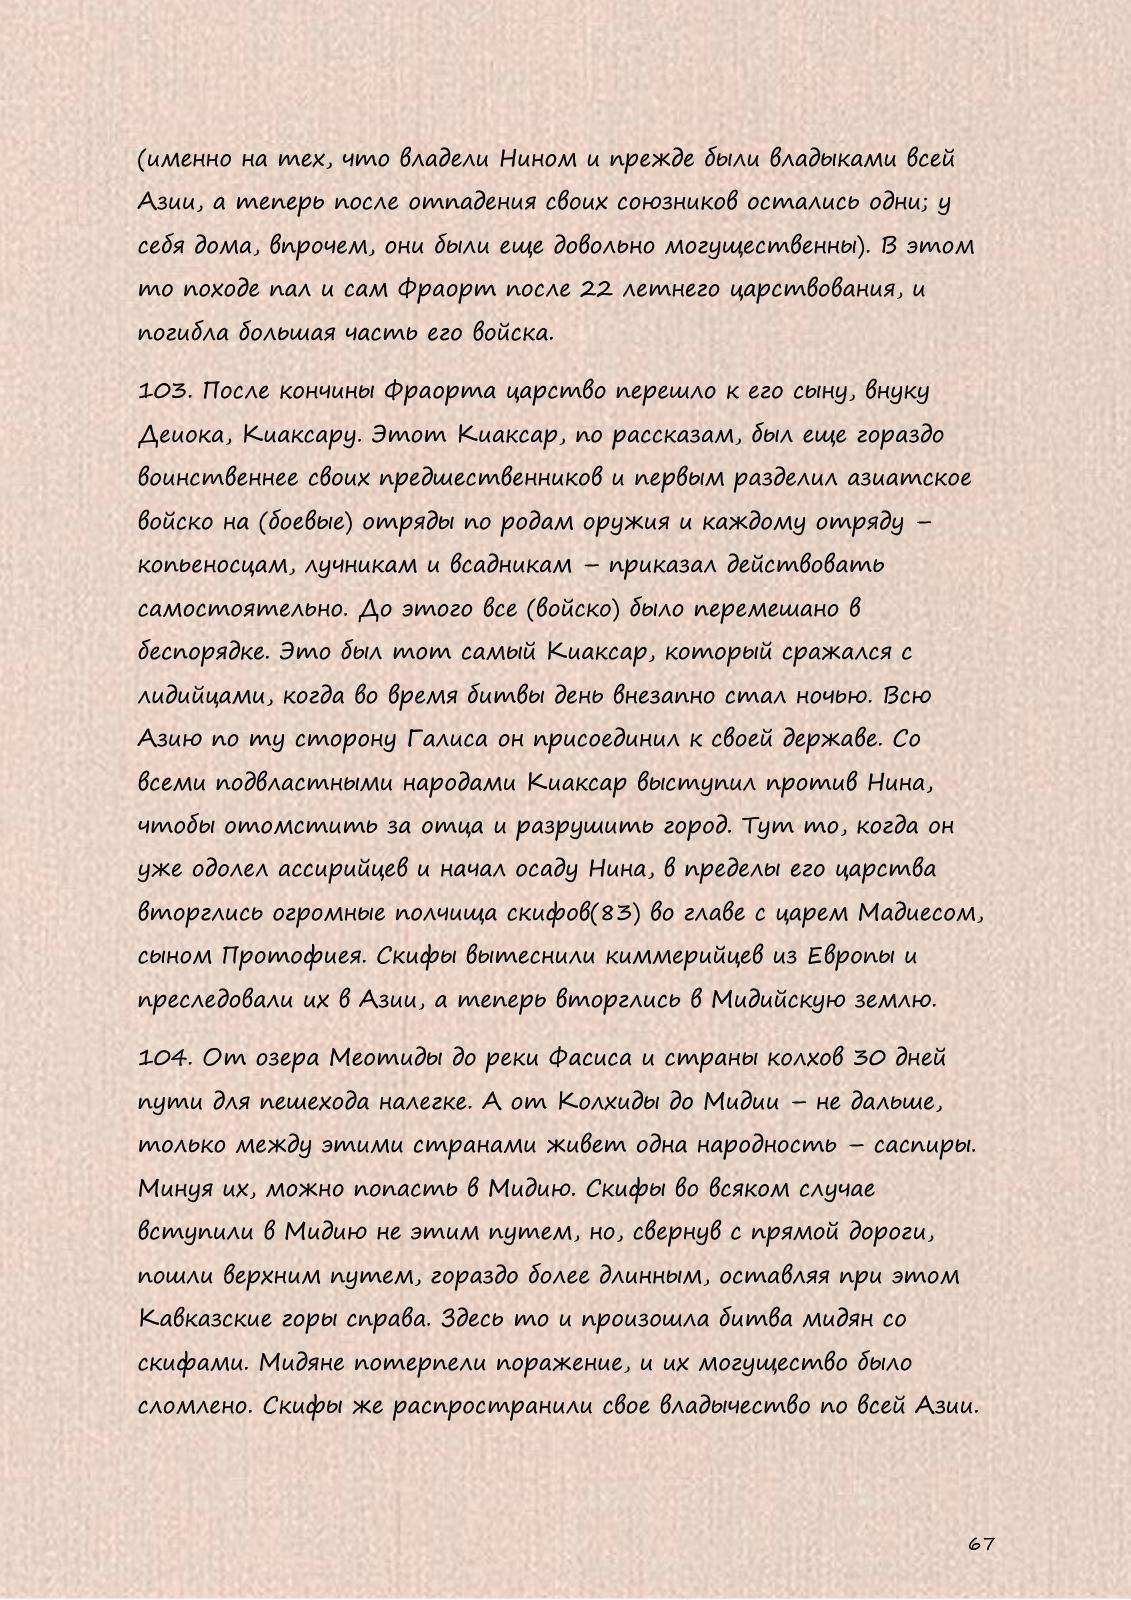 (именно на тех, что владели Нином и прежде были владыками всей
Азии, а теперь после отпадения своих союзников остались одни; у
себя дома, впрочем, они были еще довольно могущественны). В этом
то походе пал и сам Фраорт после 22 летнего царствования, и
погибла большая часть его войска.
103. После кончины Фраорта царство перешло к его сыну, внуку
Деиока, Киаксару. Этот Киаксар, по рассказам, был еще гораздо
воинственнее своих предшественников и первым разделил азиатское
войско на (боевые) отряды по родам оружия и каждому отряду –
копьеносцам, лучникам и всадникам – приказал действовать
самостоятельно. До этого все (войско) было перемешано в
беспорядке. Это был тот самый Киаксар, который сражался с
лидийцами, когда во время битвы день внезапно стал ночью. Всю
Азию по ту сторону Галиса он присоединил к своей державе. Со
всеми подвластными народами Киаксар выступил против Нина,
чтобы отомстить за отца и разрушить город. Тут то, когда он
уже одолел ассирийцев и начал осаду Нина, в пределы его царства
вторглись огромные полчища скифов(83) во главе с царем Мадиесом,
сыном Протофиея. Скифы вытеснили киммерийцев из Европы и
преследовали их в Азии, а теперь вторглись в Мидийскую землю.
104. От озера Меотиды до реки Фасиса и страны колхов 30 дней
пути для пешехода налегке. А от Колхиды до Мидии – не дальше,
только между этими странами живет одна народность – саспиры.
Минуя их, можно попасть в Мидию. Скифы во всяком случае
вступили в Мидию не этим путем, но, свернув с прямой дороги,
пошли верхним путем, гораздо более длинным, оставляя при этом
Кавказские горы справа. Здесь то и произошла битва мидян со
скифами. Мидяне потерпели поражение, и их могущество было
сломлено. Скифы же распространили свое владычество по всей Азии.
67